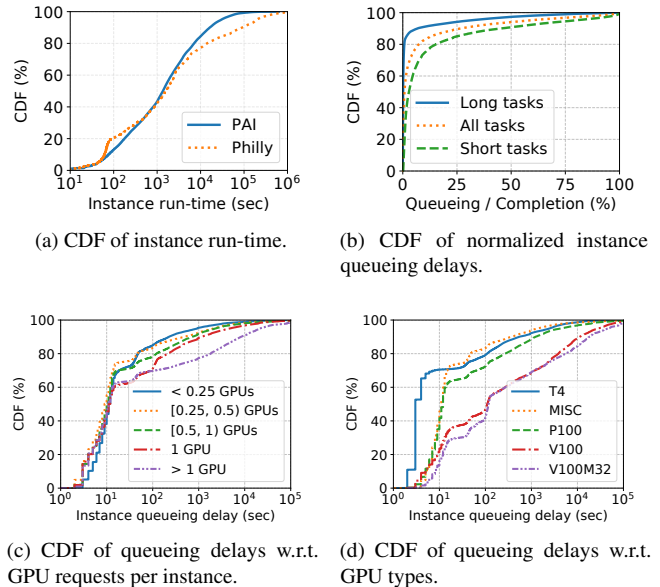 CDF (%)
100
80
60
40
20
0
PAI
Philly
10^1 10^2 10^3 10^4 10^5 10^6
Instance run-time (sec)
(a) CDF of instance run-time.
CDF (%)
100
80
60
40
20
0
Long tasks
All tasks
Short tasks
0 25 50 75 100
Queueing / Completion (%)
(b) CDF of normalized instance
queueing delays.
CDF (%)
100
80
60
40
20
0
< 0.25 GPUs
[0.25, 0.5) GPUs
[0.5, 1) GPUs
1 GPU
> 1 GPU
10^0 10^1 10^2 10^3 10^4 10^5
Instance queueing delay (sec)
(c) CDF of queueing delays w.r.t.
GPU requests per instance.
CDF (%)
100
80
60
40
20
0
T4
MISC
P100
V100
V100M32
10^0 10^1 10^2 10^3 10^4 10^5
Instance queueing delay (sec)
(d) CDF of queueing delays w.r.t.
GPU types.